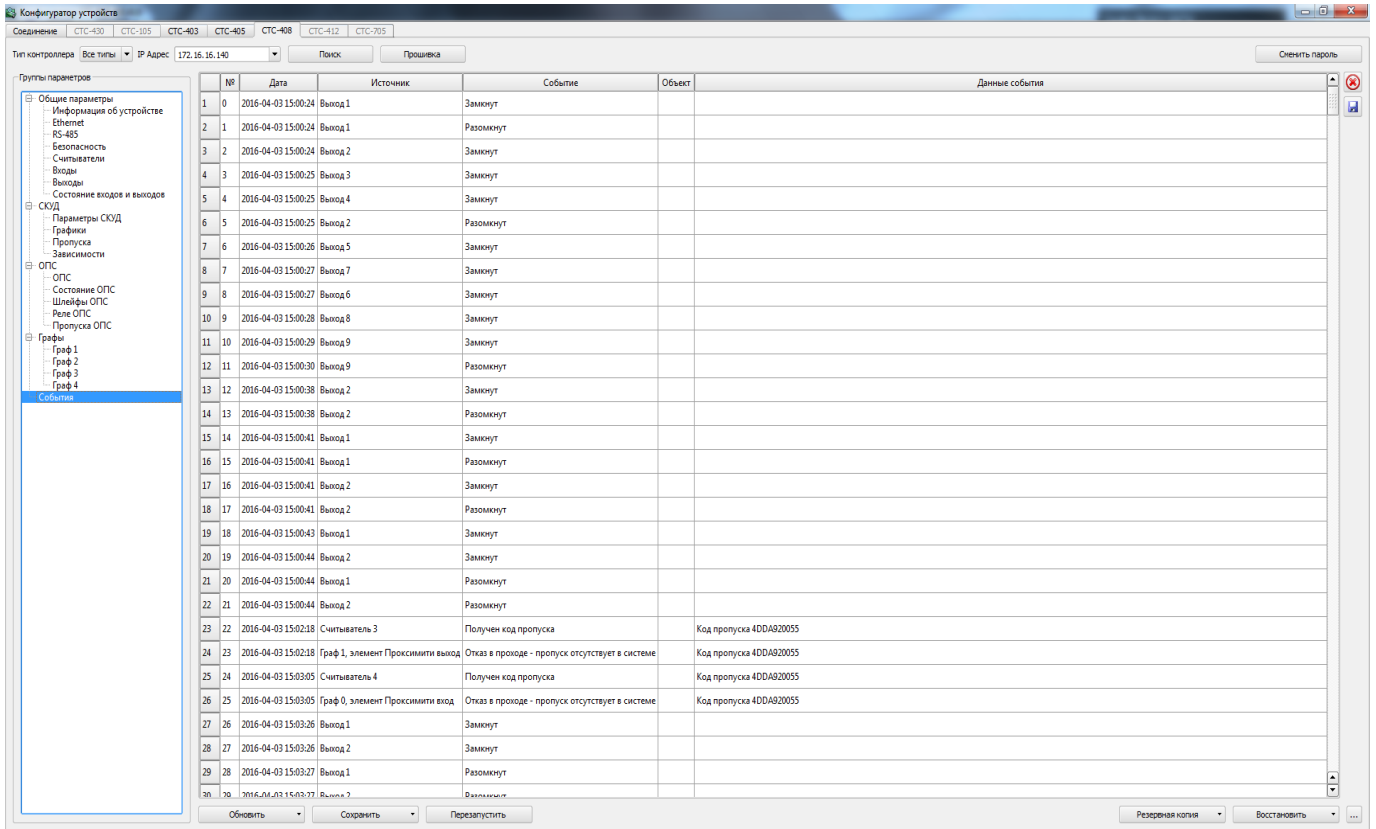 Конфигуратор устройств
Соединение СТС-430 СТС-105 СТС-403 СТС-405 СТС-408 СТС-412 СТС-705
Тип контроллера Все типы IP Адрес 172.16.16.140 Поиск Прошивка Сменить пароль
Группы параметров
Общие параметры
Информация об устройстве
Ethernet
RS-485
Безопасность
Считыватели
Входы
Выходы
Состояние входов и выходов
СКУД
Параметры СКУД
Графики
Пропуска
Зависимости
ОПС
ОПС
Состояние ОПС
Шлейфы ОПС
Реле ОПС
Пропуска ОПС
Графы
Граф 1
Граф 2
Граф 3
Граф 4
События
№ Дата Источник Событие Объект Данные события
1 0 2016-04-03 15:00:24 Выход 1 Замкнут
2 1 2016-04-03 15:00:24 Выход 1 Разомкнут
3 2 2016-04-03 15:00:24 Выход 2 Замкнут
4 3 2016-04-03 15:00:25 Выход 3 Замкнут
5 4 2016-04-03 15:00:25 Выход 4 Замкнут
6 5 2016-04-03 15:00:25 Выход 2 Разомкнут
7 6 2016-04-03 15:00:26 Выход 5 Замкнут
8 7 2016-04-03 15:00:27 Выход 7 Замкнут
9 8 2016-04-03 15:00:27 Выход 6 Замкнут
10 9 2016-04-03 15:00:28 Выход 8 Замкнут
11 10 2016-04-03 15:00:29 Выход 9 Замкнут
12 11 2016-04-03 15:00:30 Выход 9 Разомкнут
13 12 2016-04-03 15:00:38 Выход 2 Замкнут
14 13 2016-04-03 15:00:38 Выход 2 Разомкнут
15 14 2016-04-03 15:00:41 Выход 1 Замкнут
16 15 2016-04-03 15:00:41 Выход 1 Разомкнут
17 16 2016-04-03 15:00:41 Выход 2 Замкнут
18 17 2016-04-03 15:00:41 Выход 2 Разомкнут
19 18 2016-04-03 15:00:43 Выход 1 Замкнут
20 19 2016-04-03 15:00:44 Выход 2 Замкнут
21 20 2016-04-03 15:00:44 Выход 1 Разомкнут
22 21 2016-04-03 15:00:44 Выход 2 Разомкнут
23 22 2016-04-03 15:02:18 Считыватель 3 Получен код пропуска Код пропуска 4DDA920055
24 23 2016-04-03 15:02:18 Граф 1, элемент Проксимити выход Отказ в проходе - пропуск отсутствует в системе Код пропуска 4DDA920055
25 24 2016-04-03 15:03:05 Считыватель 4 Получен код пропуска Код пропуска 4DDA920055
26 25 2016-04-03 15:03:05 Граф 0, элемент Проксимити вход Отказ в проходе - пропуск отсутствует в системе Код пропуска 4DDA920055
27 26 2016-04-03 15:03:26 Выход 1 Замкнут
28 27 2016-04-03 15:03:26 Выход 2 Замкнут
29 28 2016-04-03 15:03:27 Выход 1 Разомкнут
30 29 2016-04-03 15:03:27 Выход 2 Разомкнут
Обновить Сохранить Перезапустить Резервная копия Восстановить ...